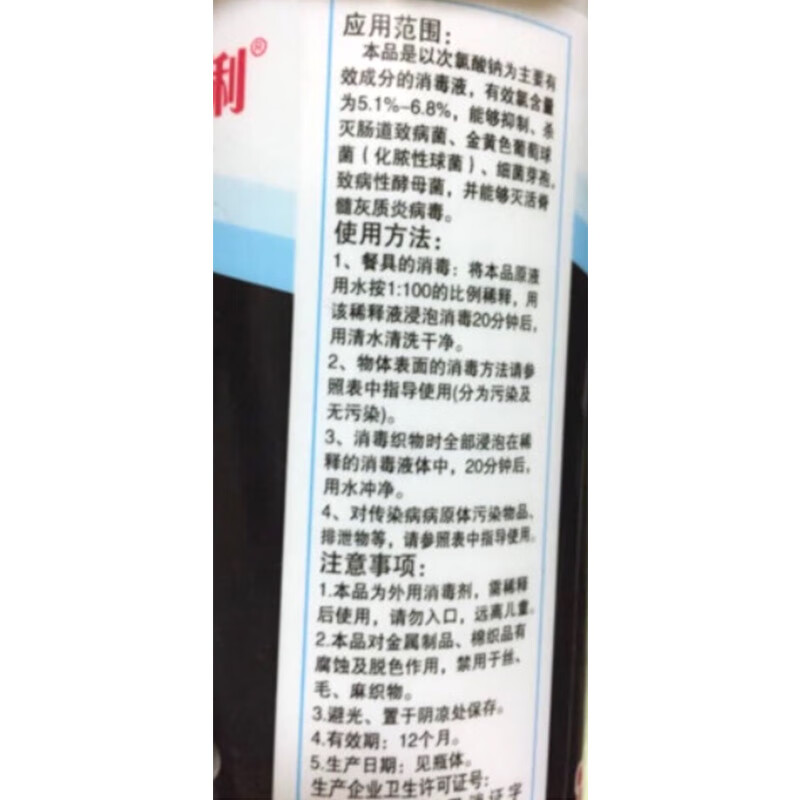 利®
应用范围：
本品是以次氯酸钠为主要有
效成分的消毒液，有效氯含量
为5.1%-6.8%，能够抑制、杀
灭肠道致病菌、金黄色葡萄球
菌（化脓性球菌）、细菌芽孢，
致病性酵母菌，并能够灭活脊
髓灰质炎病毒。
使用方法：
1、餐具的消毒：将本品原液
用水按1:100的比例稀释，用
该稀释液浸泡消毒20分钟后，
用清水清洗干净。
2、物体表面的消毒方法请参
照表中指导使用(分为污染及
无污染)。
3、消毒织物时全部浸泡在稀
释的消毒液体中，20分钟后，
用水冲净。
4、对传染病病原体污染物品、
排泄物等，请参照表中指导使用。
注意事项：
1.本品为外用消毒剂，需稀释
后使用，请勿入口，远离儿童。
2.本品对金属制品、棉织品有
腐蚀及脱色作用，禁用于丝、
毛、麻织物。
3.避光、置于阴凉处保存。
4.有效期：12个月。
5.生产日期：见瓶体。
生产企业卫生许可证号：